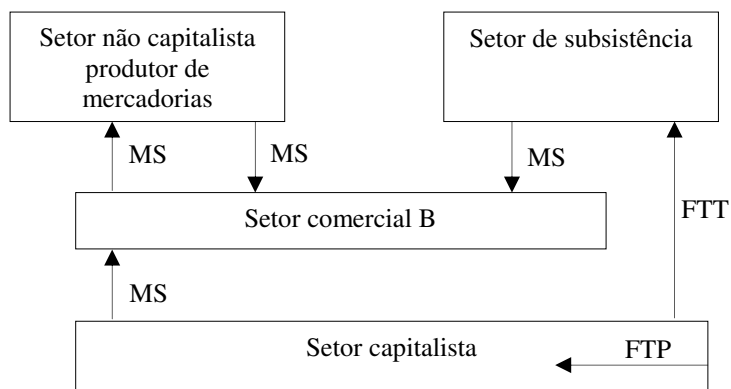 Setor não capitalista
produtor de
mercadorias
Setor de subsistência
MS
MS
MS
Setor comercial B
FTT
MS
Setor capitalista
FTP